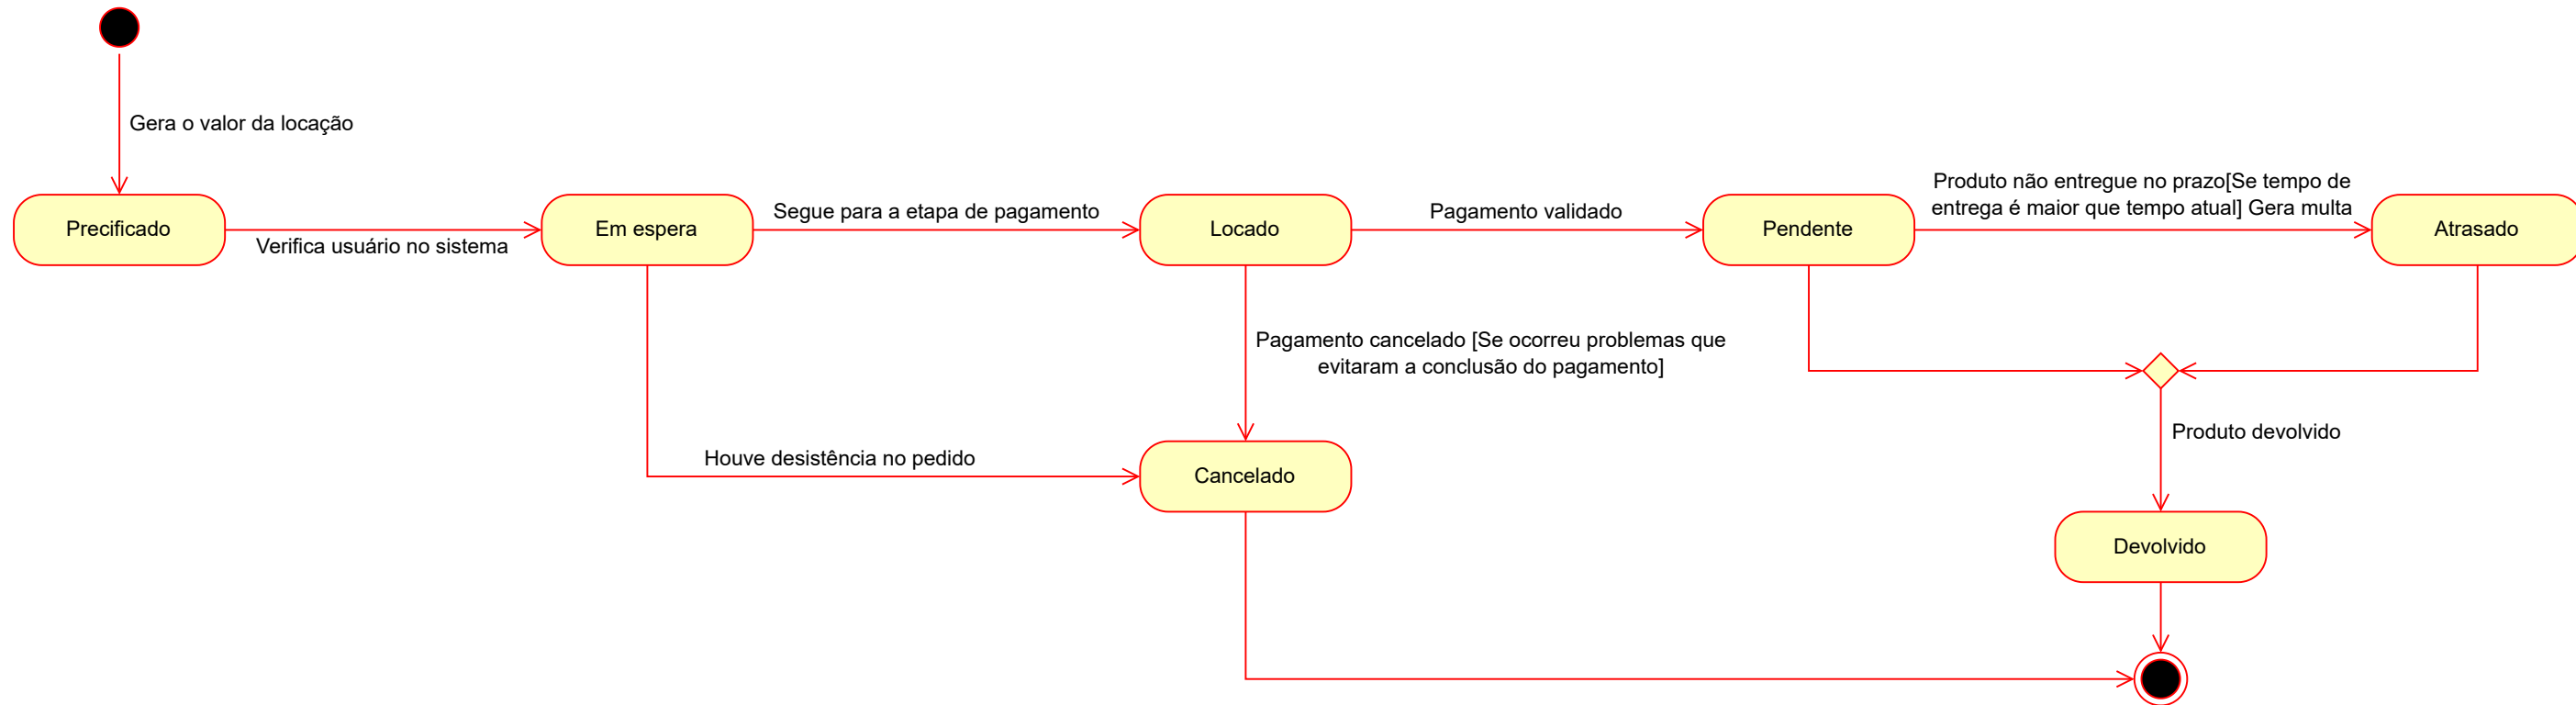 Gera o valor da locação
Precificado
Verifica usuário no sistema
Em espera
Segue para a etapa de pagamento
Locado
Pagamento validado
Pendente
Produto não entregue no prazo[Se tempo de
entrega é maior que tempo atual] Gera multa
Atrasado
Pagamento cancelado [Se ocorreu problemas que
evitaram a conclusão do pagamento]
Houve desistência no pedido
Cancelado
Produto devolvido
Devolvido